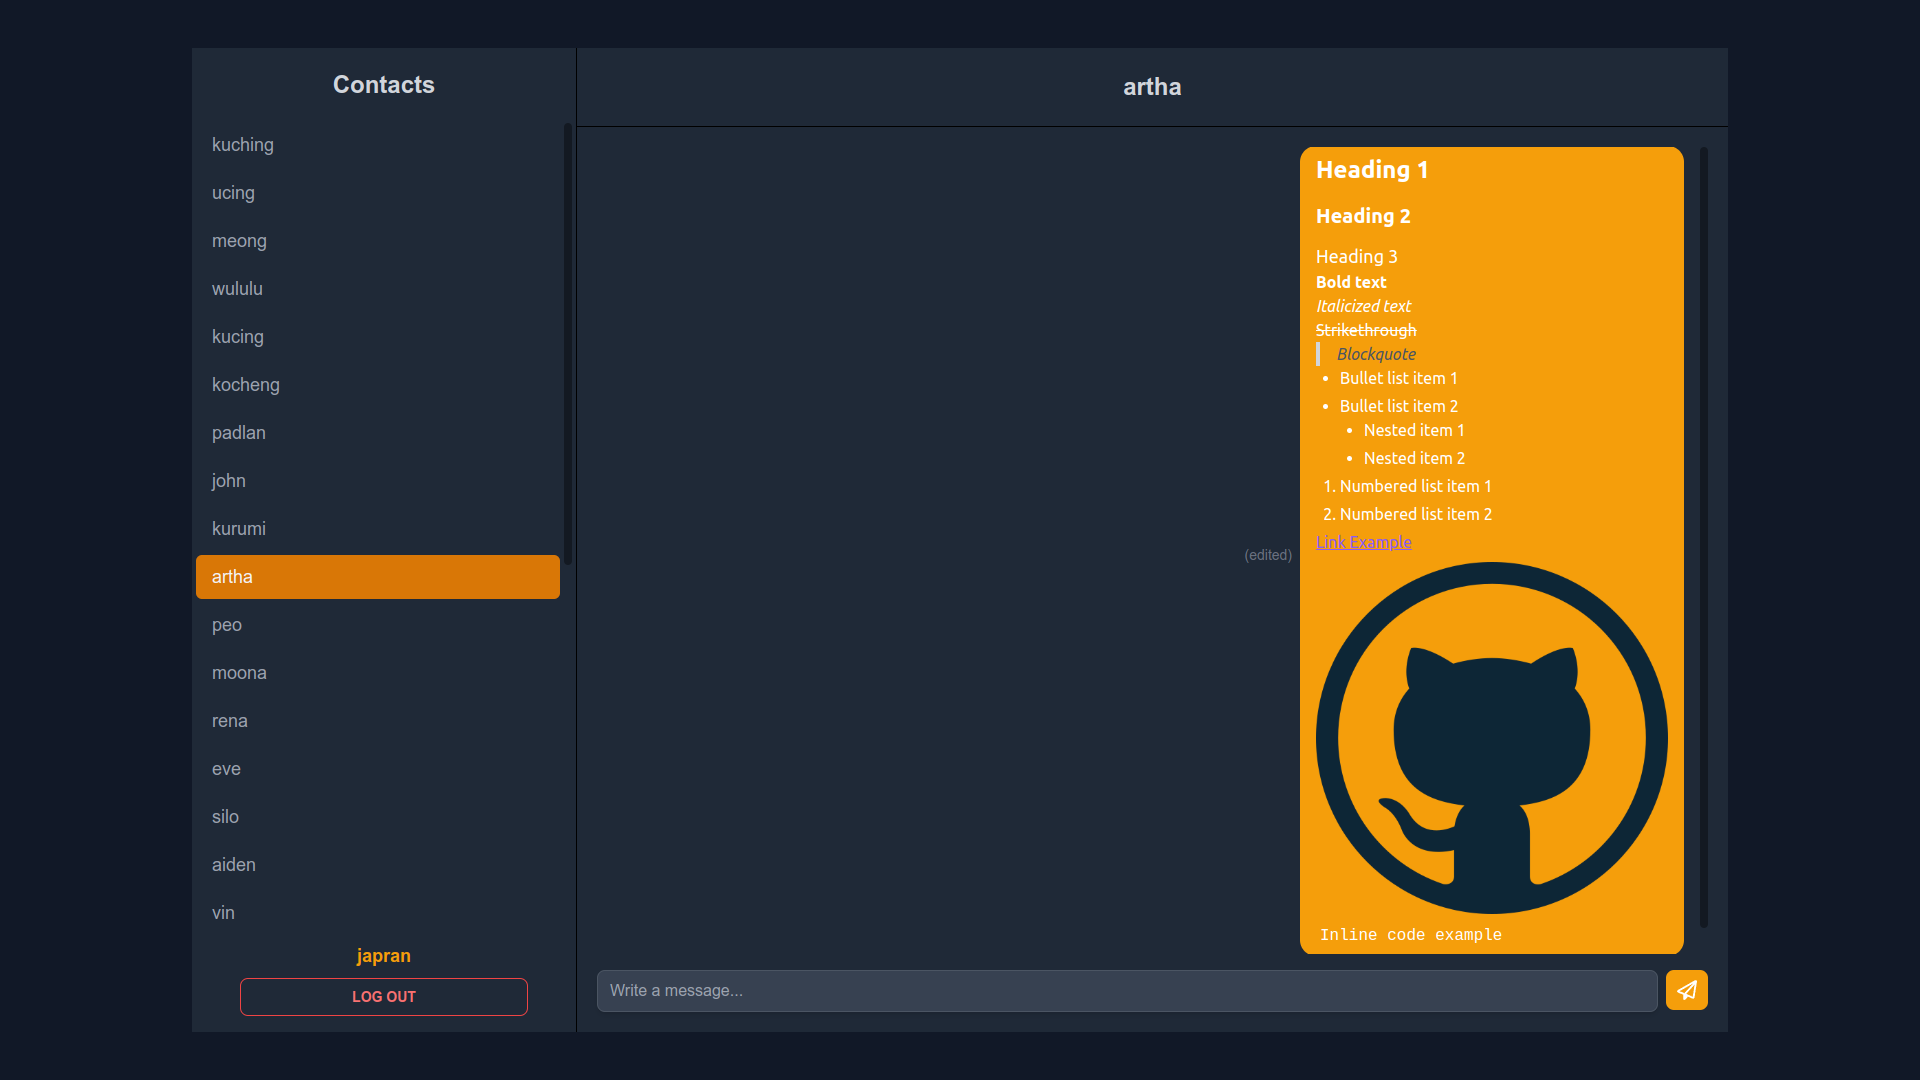 Contacts
kuching
ucing
meong
wululu
kucing
kocheng
padlan
john
kurumi
artha
peo
moona
rena
eve
silo
aiden
vin
japran
LOG OUT
artha
Heading 1
Heading 2
Heading 3
Bold text
Italicized text
Strikethrough
Blockquote
• Bullet list item 1
• Bullet list item 2
• Nested item 1
• Nested item 2
1. Numbered list item 1
2. Numbered list item 2
Link Example
(edited)
Inline code example
Write a message...